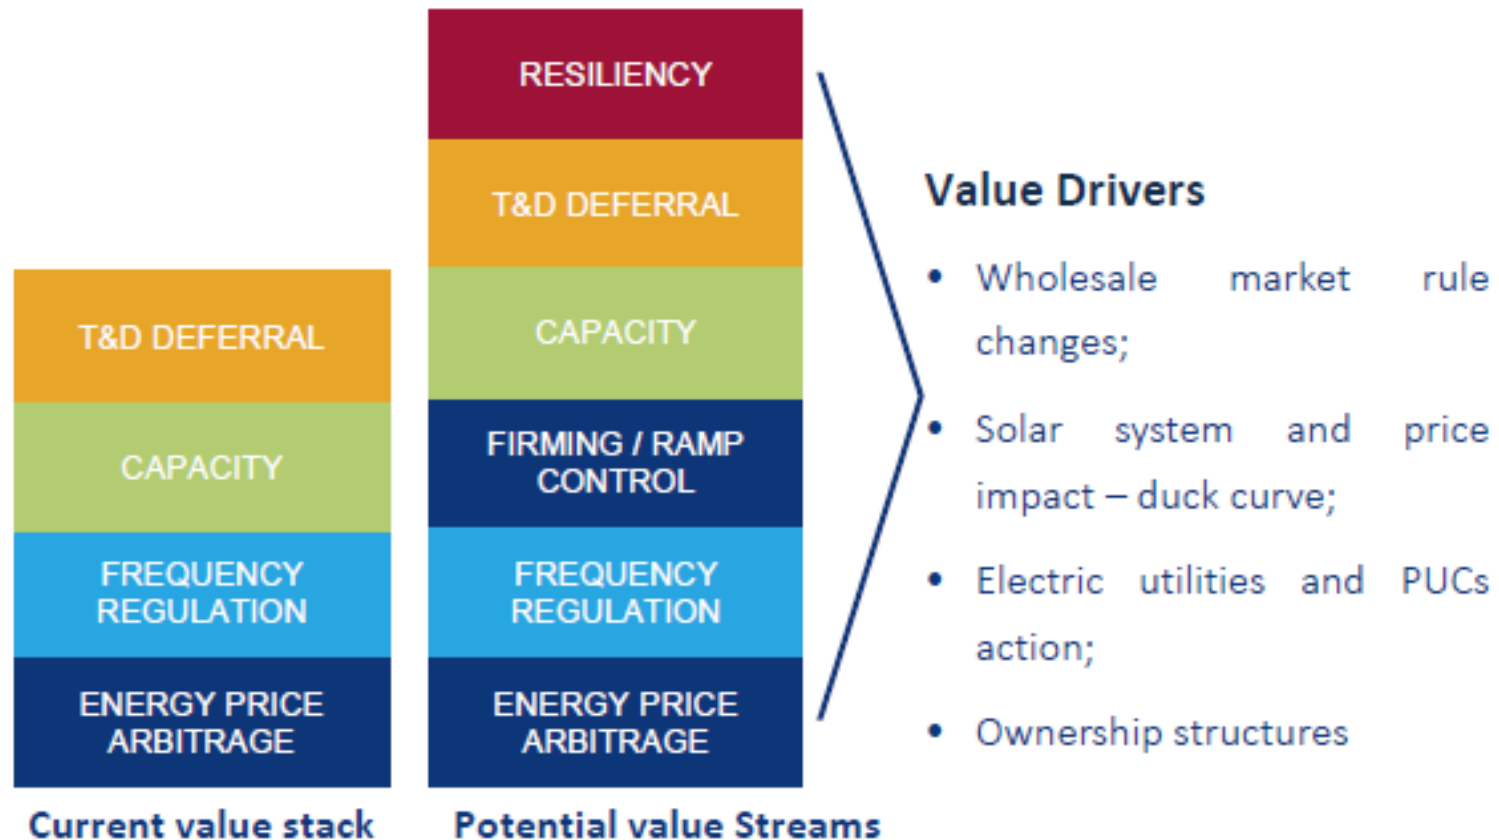 T&D DEFERRAL
CAPACITY
FREQUENCY
REGULATION
ENERGY PRICE
ARBITRAGE
Current value stack
RESILIENCY
T&D DEFERRAL
CAPACITY
FIRMING / RAMP
CONTROL
FREQUENCY
REGULATION
ENERGY PRICE
ARBITRAGE
Potential value Streams
Value Drivers
• Wholesale market rule
changes;
• Solar system and price
impact – duck curve;
• Electric utilities and PUCs
action;
• Ownership structures